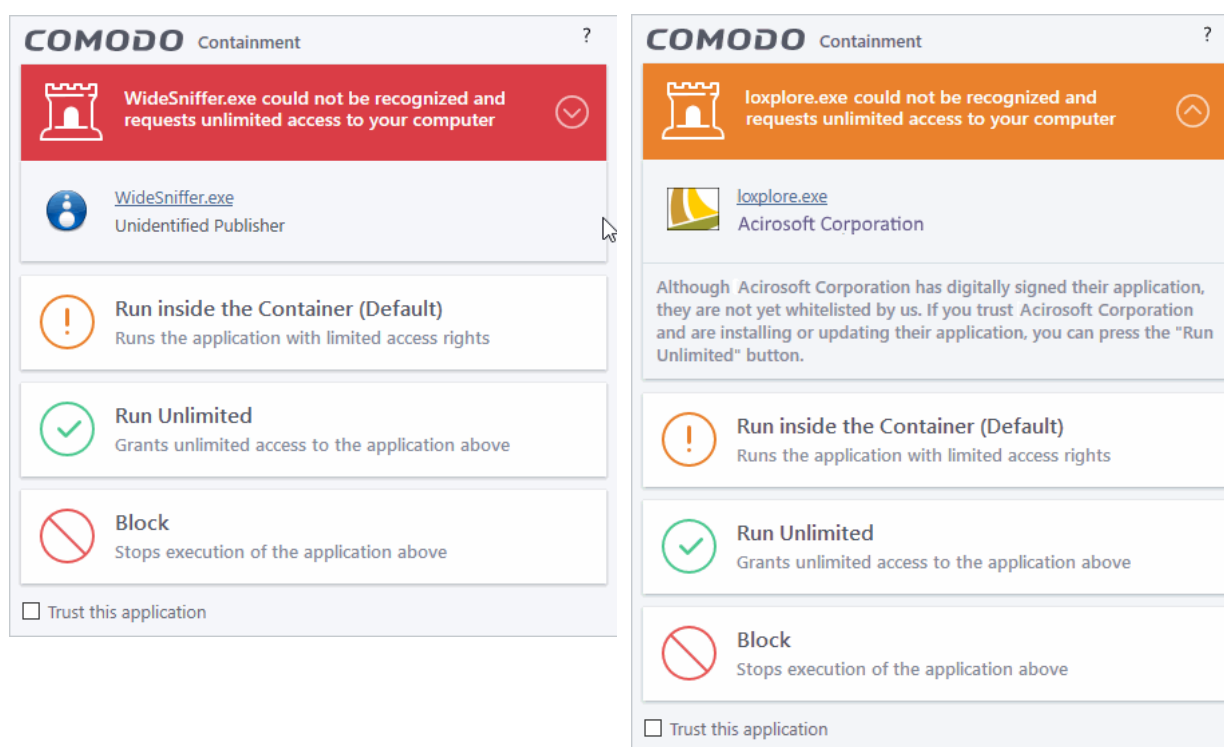 COMODO Containment ?
WideSniffer.exe could not be recognized and
requests unlimited access to your computer
WideSniffer.exe
Unidentified Publisher
Run inside the Container (Default)
Runs the application with limited access rights
Run Unlimited
Grants unlimited access to the application above
Block
Stops execution of the application above
Trust this application
COMODO Containment ?
loxplore.exe could not be recognized and
requests unlimited access to your computer
loxplore.exe
Acirosoft Corporation
Although Acirosoft Corporation has digitally signed their application,
they are not yet whitelisted by us. If you trust Acirosoft Corporation
and are installing or updating their application, you can press the "Run
Unlimited" button.
Run inside the Container (Default)
Runs the application with limited access rights
Run Unlimited
Grants unlimited access to the application above
Block
Stops execution of the application above
Trust this application